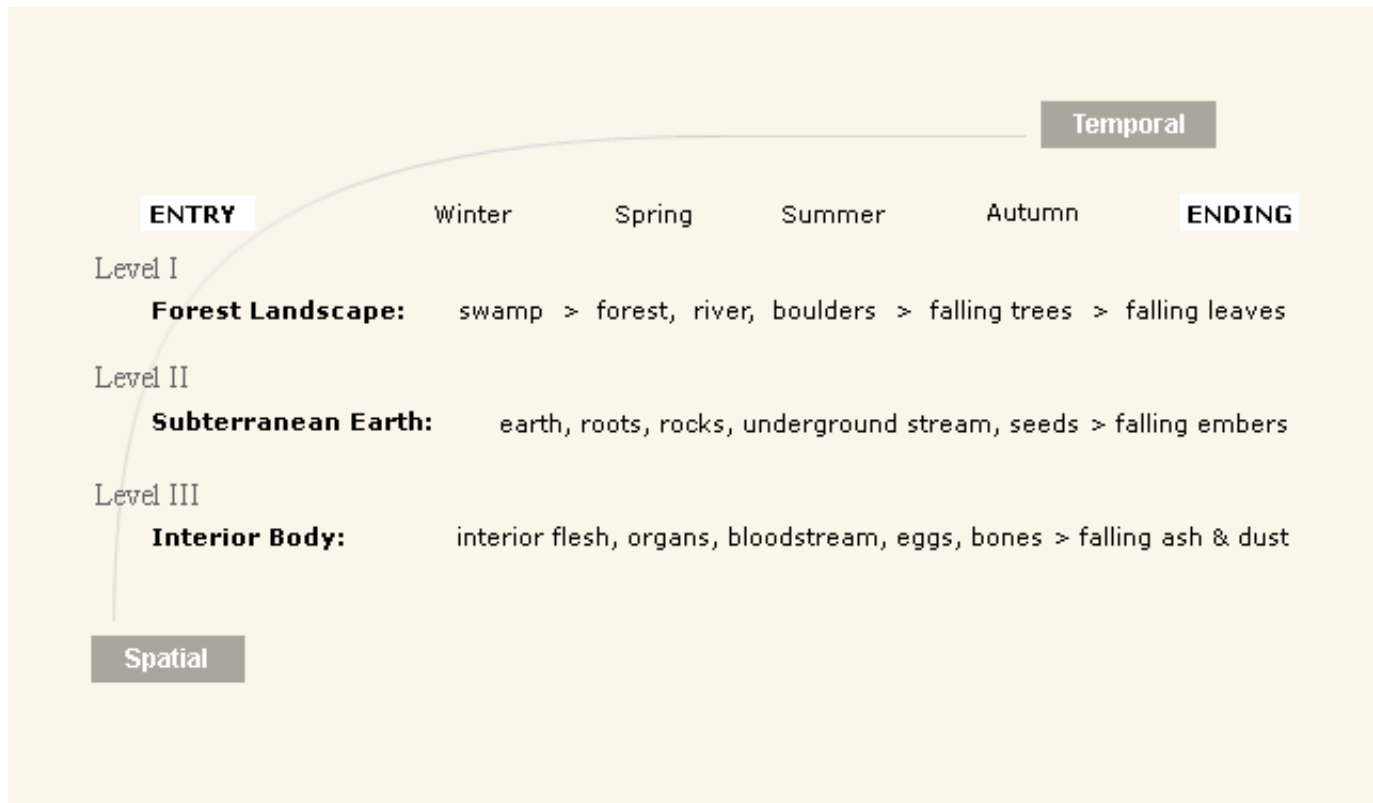 Temporal
ENTRY Winter Spring Summer Autumn ENDING
Level I
Forest Landscape: swamp > forest, river, boulders > falling trees > falling leaves
Level II
Subterranean Earth: earth, roots, rocks, underground stream, seeds > falling embers
Level III
Interior Body: interior flesh, organs, bloodstream, eggs, bones > falling ash & dust
Spatial